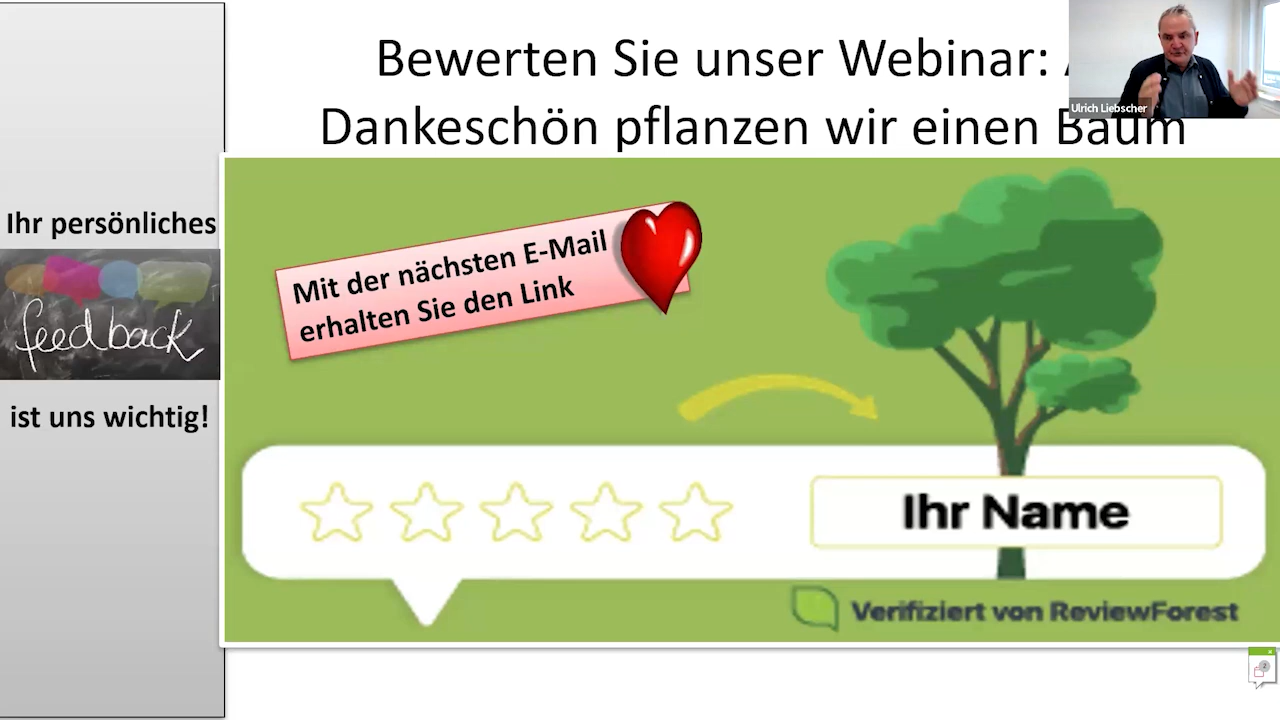 Bewerten Sie unser Webinar:
Dankeschön pflanzen wir einen Baum
Ulrich Liebscher
Ihr persönliches
feedback
ist uns wichtig!
Mit der nächsten E-Mail
erhalten Sie den Link
Ihr Name
Verifiziert von ReviewForest
2